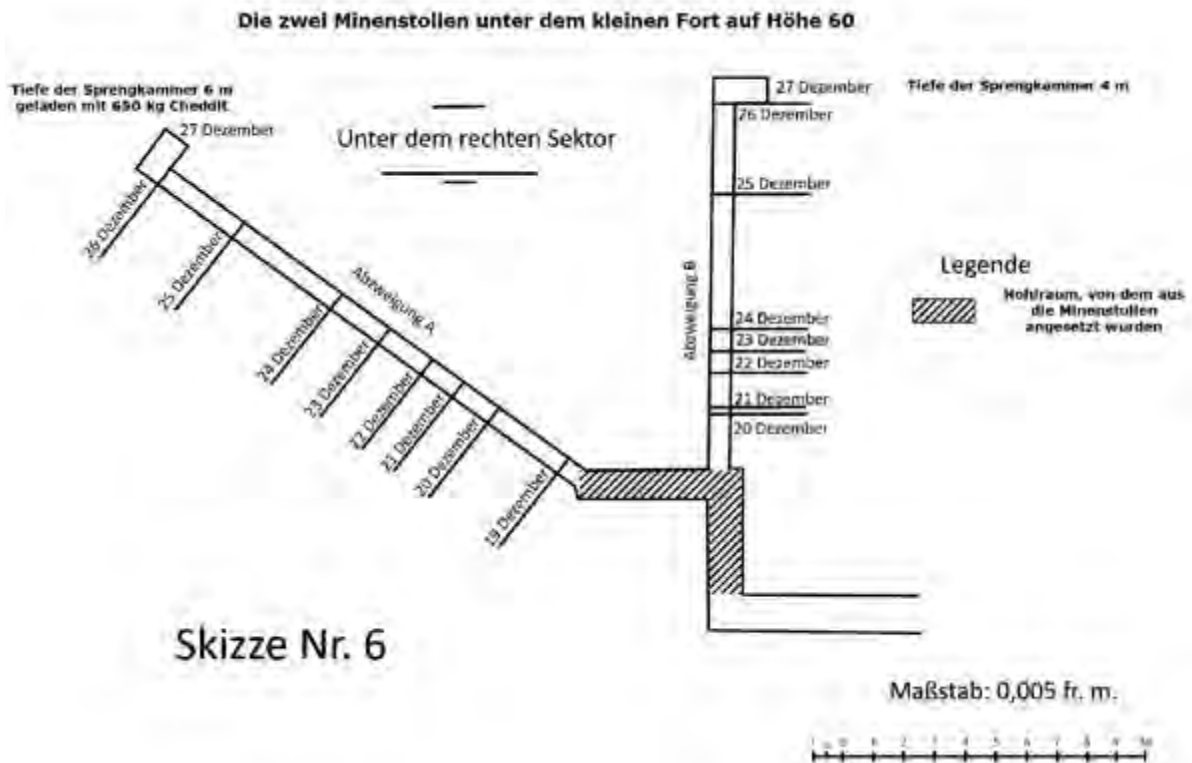 Die zwei Minenstollen unter dem kleinen Fort auf Höhe 60
Tiefe der Sprengkammer 6 m
geladen mit 650 kg Cheddit
27 Dezember
Unter dem rechten Sektor
27 Dezember
Tiefe der Sprengkammer 4 m
26 Dezember
25 Dezember
26 Dezember
25 Dezember
24 Dezember
23 Dezember
22 Dezember
21 Dezember
20 Dezember
19 Dezember
Abzweigung A
Abzweigung B
24 Dezember
23 Dezember
22 Dezember
21 Dezember
20 Dezember
Legende
Hohlraum, von dem aus
die Minenstollen
angesetzt wurden
Skizze Nr. 6
Maßstab: 0,005 fr. m.